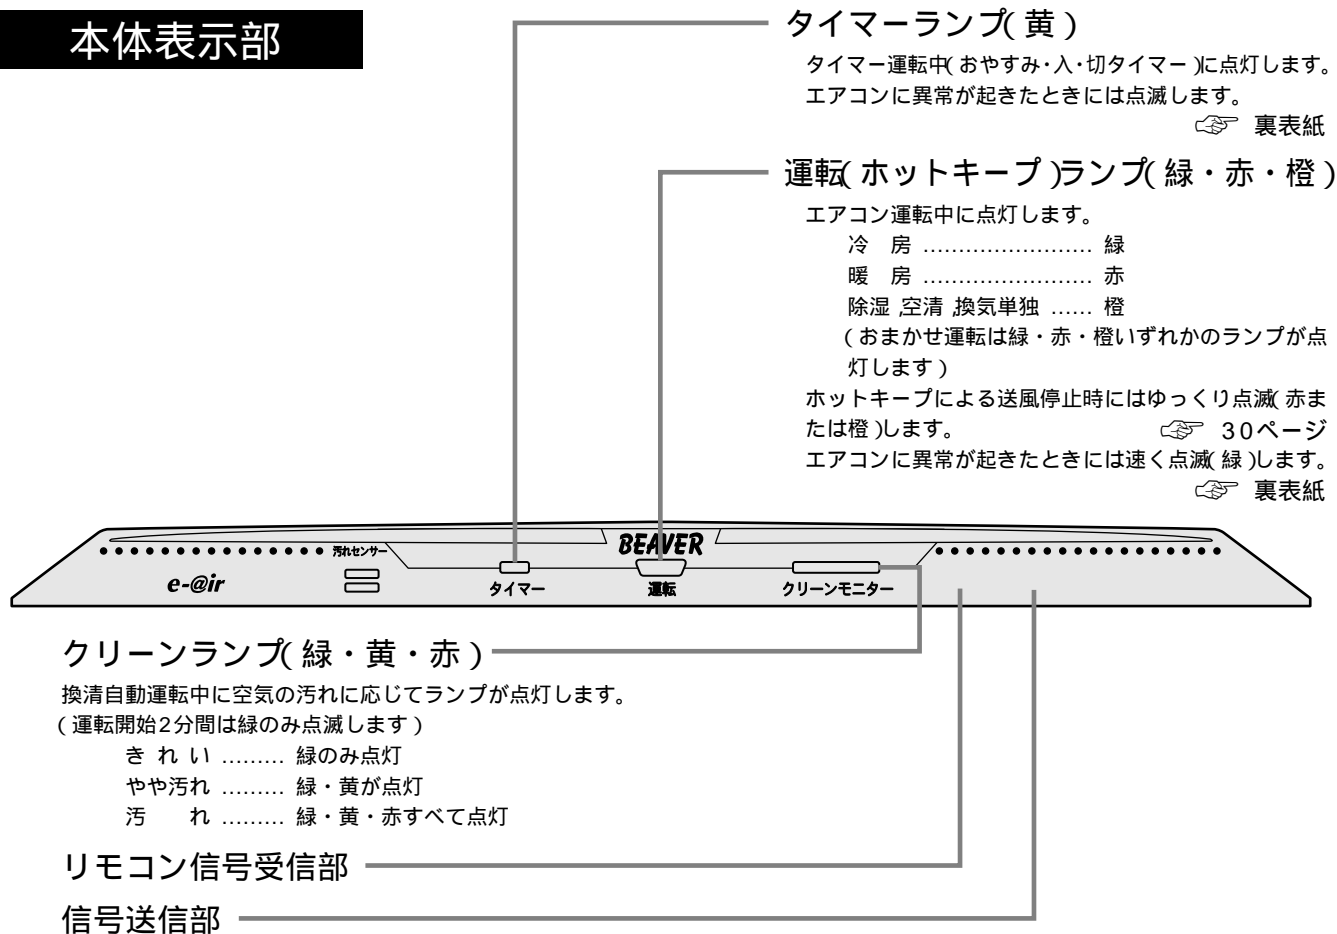 本体表示部
タイマーランプ(黄)
タイマー運転中(おやすみ・入・切タイマー)に点灯します。
エアコンに異常が起きたときには点滅します。
☞ 裏表紙
運転(ホットキープ)ランプ(緑・赤・橙)
エアコン運転中に点灯します。
冷 房 ........................ 緑
暖 房 ........................ 赤
除湿,空清,換気単独 ...... 橙
(おまかせ運転は緑・赤・橙いずれかのランプが点
灯します)
ホットキープによる送風停止時にはゆっくり点滅(赤ま
たは橙)します。 ☞ 30ページ
エアコンに異常が起きたときには速く点滅(緑)します。
☞ 裏表紙
BEAVER
汚れセンサー
e-@ir
タイマー 運転 クリーンモニター
クリーンランプ(緑・黄・赤)
換清自動運転中に空気の汚れに応じてランプが点灯します。
(運転開始2分間は緑のみ点滅します)
き れ い ......... 緑のみ点灯
やや汚れ ......... 緑・黄が点灯
汚 れ ......... 緑・黄・赤すべて点灯
リモコン信号受信部
信号送信部